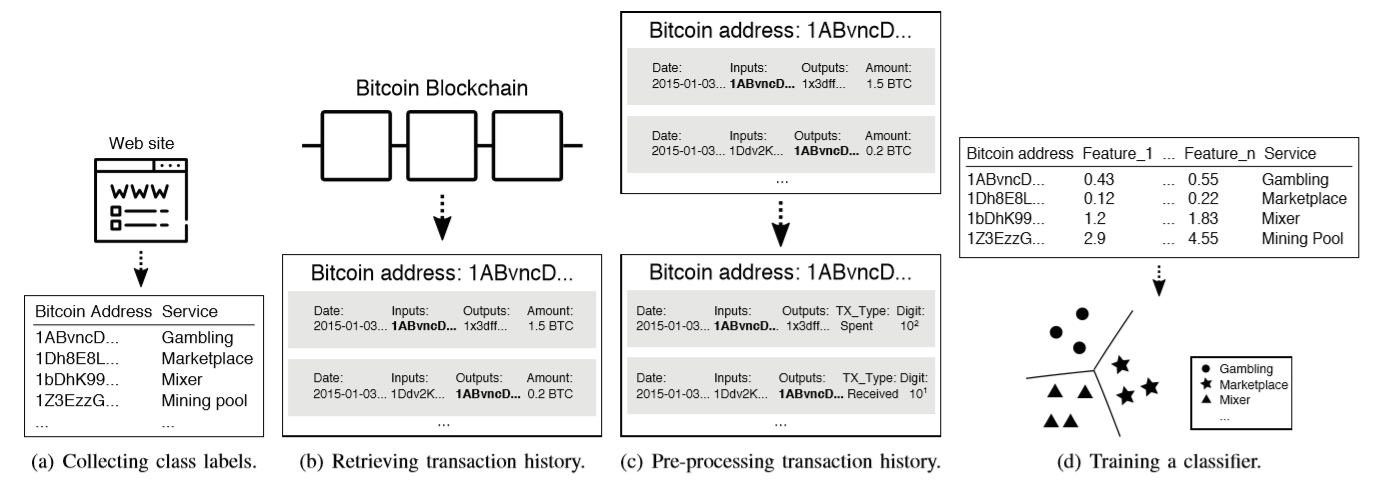 Web site
WWW
Bitcoin Address Service
1ABvncD... Gambling
1Dh8E8L... Marketplace
1bDhK99... Mixer
1Z3EzzG... Mining pool
... ...
(a) Collecting class labels.
Bitcoin Blockchain
Bitcoin address: 1ABvncD...
Date: Inputs: Outputs: Amount:
2015-01-03... 1ABvncD... 1x3dff... 1.5 BTC
Date: Inputs: Outputs: Amount:
2015-01-03... 1Ddv2K... 1ABvncD... 0.2 BTC
...
(b) Retrieving transaction history.
Bitcoin address: 1ABvncD...
Date: Inputs: Outputs: Amount:
2015-01-03... 1ABvncD... 1x3dff... 1.5 BTC
Date: Inputs: Outputs: Amount:
2015-01-03... 1Ddv2K... 1ABvncD... 0.2 BTC
...
Bitcoin address: 1ABvncD...
Date: Inputs: Outputs: TX_Type: Digit:
2015-01-03... 1ABvncD... 1x3dff... Spent 10²
Date: Inputs: Outputs: TX_Type: Digit:
2015-01-03... 1Ddv2K... 1ABvncD... Received 10¹
...
(c) Pre-processing transaction history.
Bitcoin address Feature_1 ... Feature_n Service
1ABvncD... 0.43 ... 0.55 Gambling
1Dh8E8L... 0.12 ... 0.22 Marketplace
1bDhK99... 1.2 ... 1.83 Mixer
1Z3EzzG... 2.9 ... 4.55 Mining Pool
Gambling
Marketplace
Mixer
...
(d) Training a classifier.